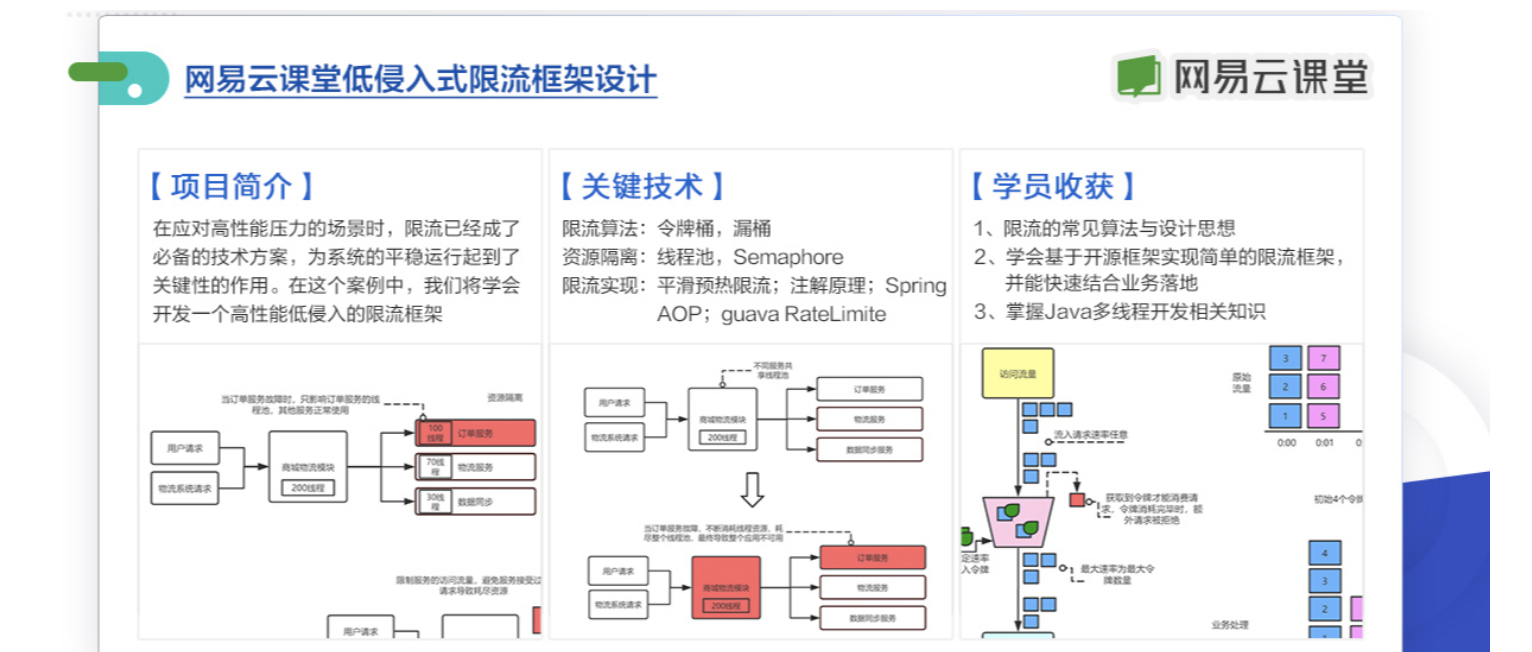 网易云课堂低侵入式限流框架设计
网易云课堂
【项目简介】
在应对高性能压力的场景时，限流已经成了
必备的技术方案，为系统的平稳运行起到了
关键性的作用。在这个案例中，我们将学会
开发一个高性能低侵入的限流框架
【关键技术】
限流算法：令牌桶，漏桶
资源隔离：线程池，Semaphore
限流实现：平滑预热限流；注解原理；Spring
AOP；guava RateLimite
【学员收获】
1、限流的常见算法与设计思想
2、学会基于开源框架实现简单的限流框架，
并能快速结合业务落地
3、掌握Java多线程开发相关知识
当订单服务故障时，只影响订单服务的线
程池，其他服务正常使用
资源隔离
用户请求
物流系统请求
商城物流模块
200线程
100
线程
订单服务
70线
程
物流服务
30线
程
数据同步
限制服务的访问流量，避免服务接受过
请求导致耗尽资源
用户请求
不同服务共
享线程池
用户请求
物流系统请求
商城物流模块
200线程
订单服务
物流服务
数据同步服务
当订单服务故障，不断消耗线程资源，耗
尽整个线程池，最终导致整个应用不可用
用户请求
物流系统请求
商城物流模块
200线程
订单服务
物流服务
数据同步服务
访问流量
流入请求速率任意
获取到令牌才能消费请
求，令牌消耗完毕时，额
外请求被拒绝
定速率
入令牌
最大速率为最大令
牌数量
原始
流量
3
7
2
6
1
5
0:00
0:01
0
初始4个令牌
4
3
2
业务处理